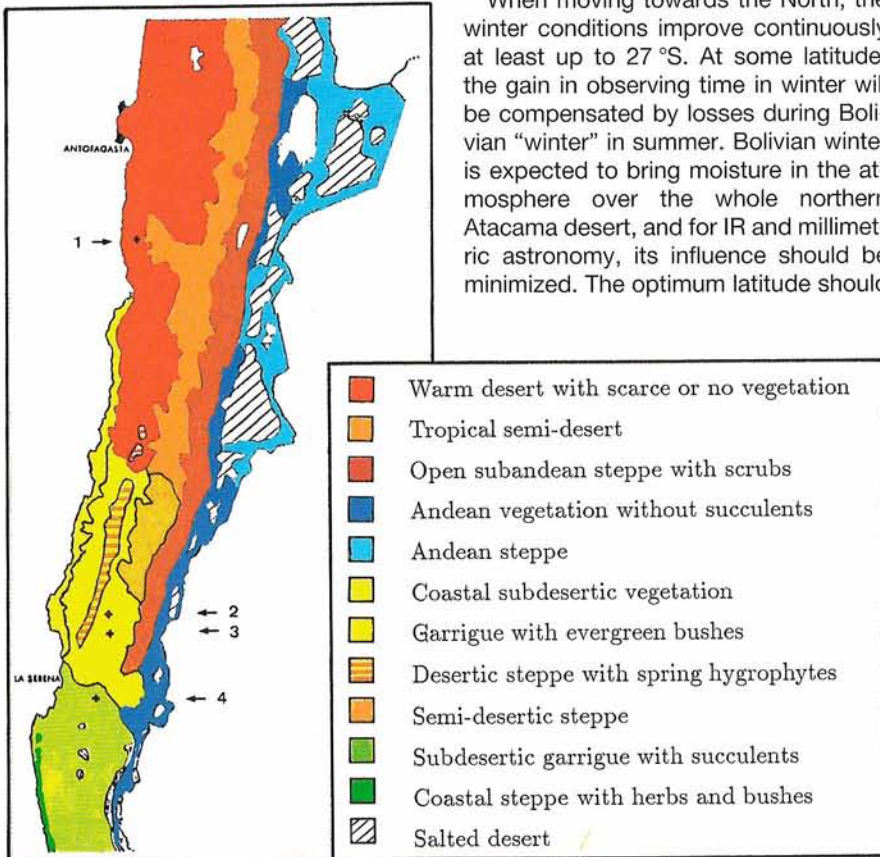 When moving towards the North, the
winter conditions improve continuously
at least up to 27 °S. At some latitude
the gain in observing time in winter wil
be compensated by losses during Boli-
vian "winter" in summer. Bolivian winte
is expected to bring moisture in the at
mosphere over the whole northern
Atacama desert, and for IR and millimet
ric astronomy, its influence should be
minimized. The optimum latitude should
ANTOFAGASTA
1
2
3
LA SERENA
4
Warm desert with scarce or no vegetation
Tropical semi-desert
Open subandean steppe with scrubs
Andean vegetation without succulents
Andean steppe
Coastal subdesertic vegetation
Garrigue with evergreen bushes
Desertic steppe with spring hygrophytes
Semi-desertic steppe
Subdesertic garrigue with succulents
Coastal steppe with herbs and bushes
Salted desert